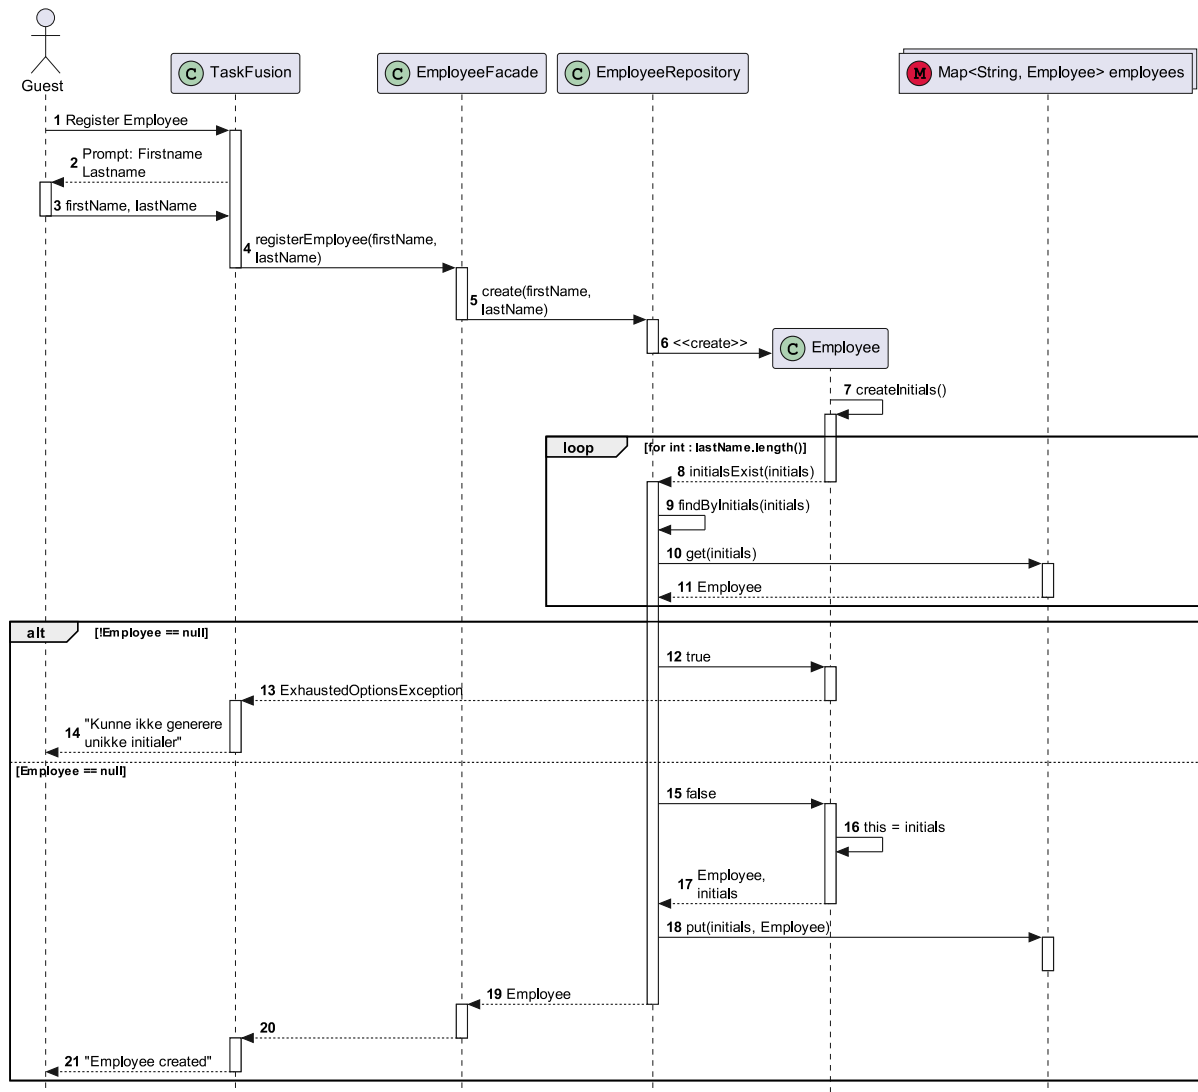 Guest
C TaskFusion
C EmployeeFacade
C EmployeeRepository
M Map<String, Employee> employees
1 Register Employee
2 Prompt: Firstname
Lastname
3 firstName, lastName
4 registerEmployee(firstName,
lastName)
5 create(firstName,
lastName)
6 <<create>>
C Employee
7 createInitials()
loop [for int : lastName.length()]
8 initialsExist(initials)
9 findByInitials(initials)
10 get(initials)
11 Employee
alt [!Employee == null]
12 true
13 ExhaustedOptionsException
14 "Kunne ikke generere
unikke initialer"
[Employee == null]
15 false
16 this = initials
17 Employee,
initials
18 put(initials, Employee)
19 Employee
20
21 "Employee created"